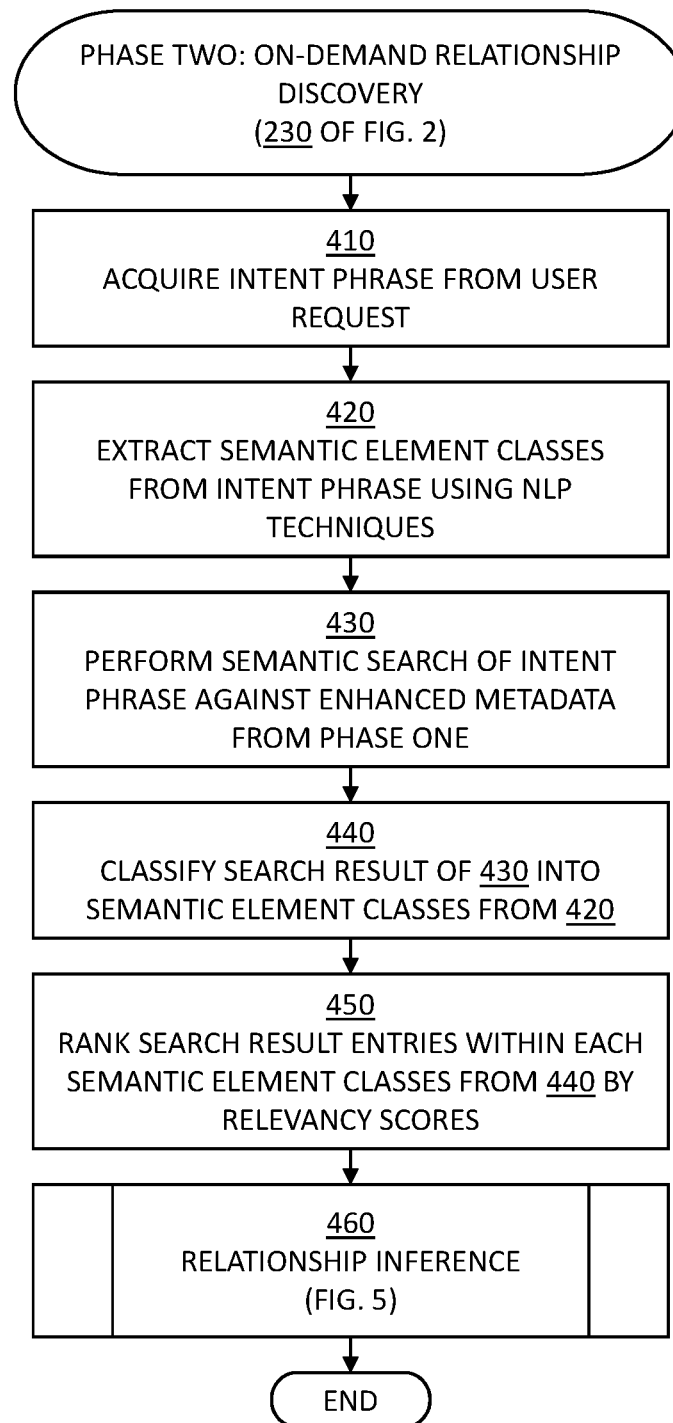 PHASE TWO: ON-DEMAND RELATIONSHIP
DISCOVERY
(230 OF FIG. 2)
410
ACQUIRE INTENT PHRASE FROM USER
REQUEST
420
EXTRACT SEMANTIC ELEMENT CLASSES
FROM INTENT PHRASE USING NLP
TECHNIQUES
430
PERFORM SEMANTIC SEARCH OF INTENT
PHRASE AGAINST ENHANCED METADATA
FROM PHASE ONE
440
CLASSIFY SEARCH RESULT OF 430 INTO
SEMANTIC ELEMENT CLASSES FROM 420
450
RANK SEARCH RESULT ENTRIES WITHIN EACH
SEMANTIC ELEMENT CLASSES FROM 440 BY
RELEVANCY SCORES
460
RELATIONSHIP INFERENCE
(FIG. 5)
END